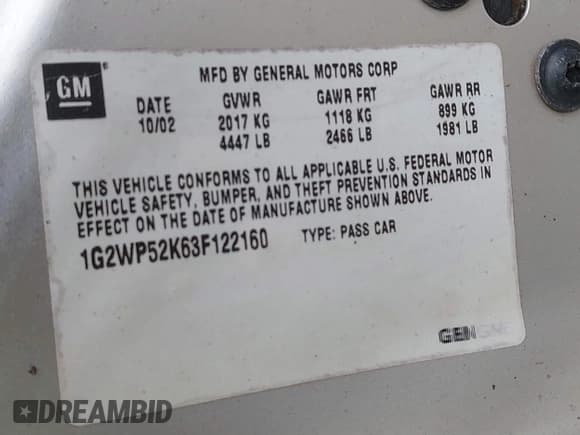 GM ®
MFD BY GENERAL MOTORS CORP
DATE GVWR GAWR FRT GAWR RR
10/02 2017 KG 1118 KG 899 KG
4447 LB 2466 LB 1981 LB
THIS VEHICLE CONFORMS TO ALL APPLICABLE U.S. FEDERAL MOTOR
VEHICLE SAFETY, BUMPER, AND THEFT PREVENTION STANDARDS IN
EFFECT ON THE DATE OF MANUFACTURE SHOWN ABOVE.
1G2WP52K63F122160 TYPE: PASS CAR
DREAMBID